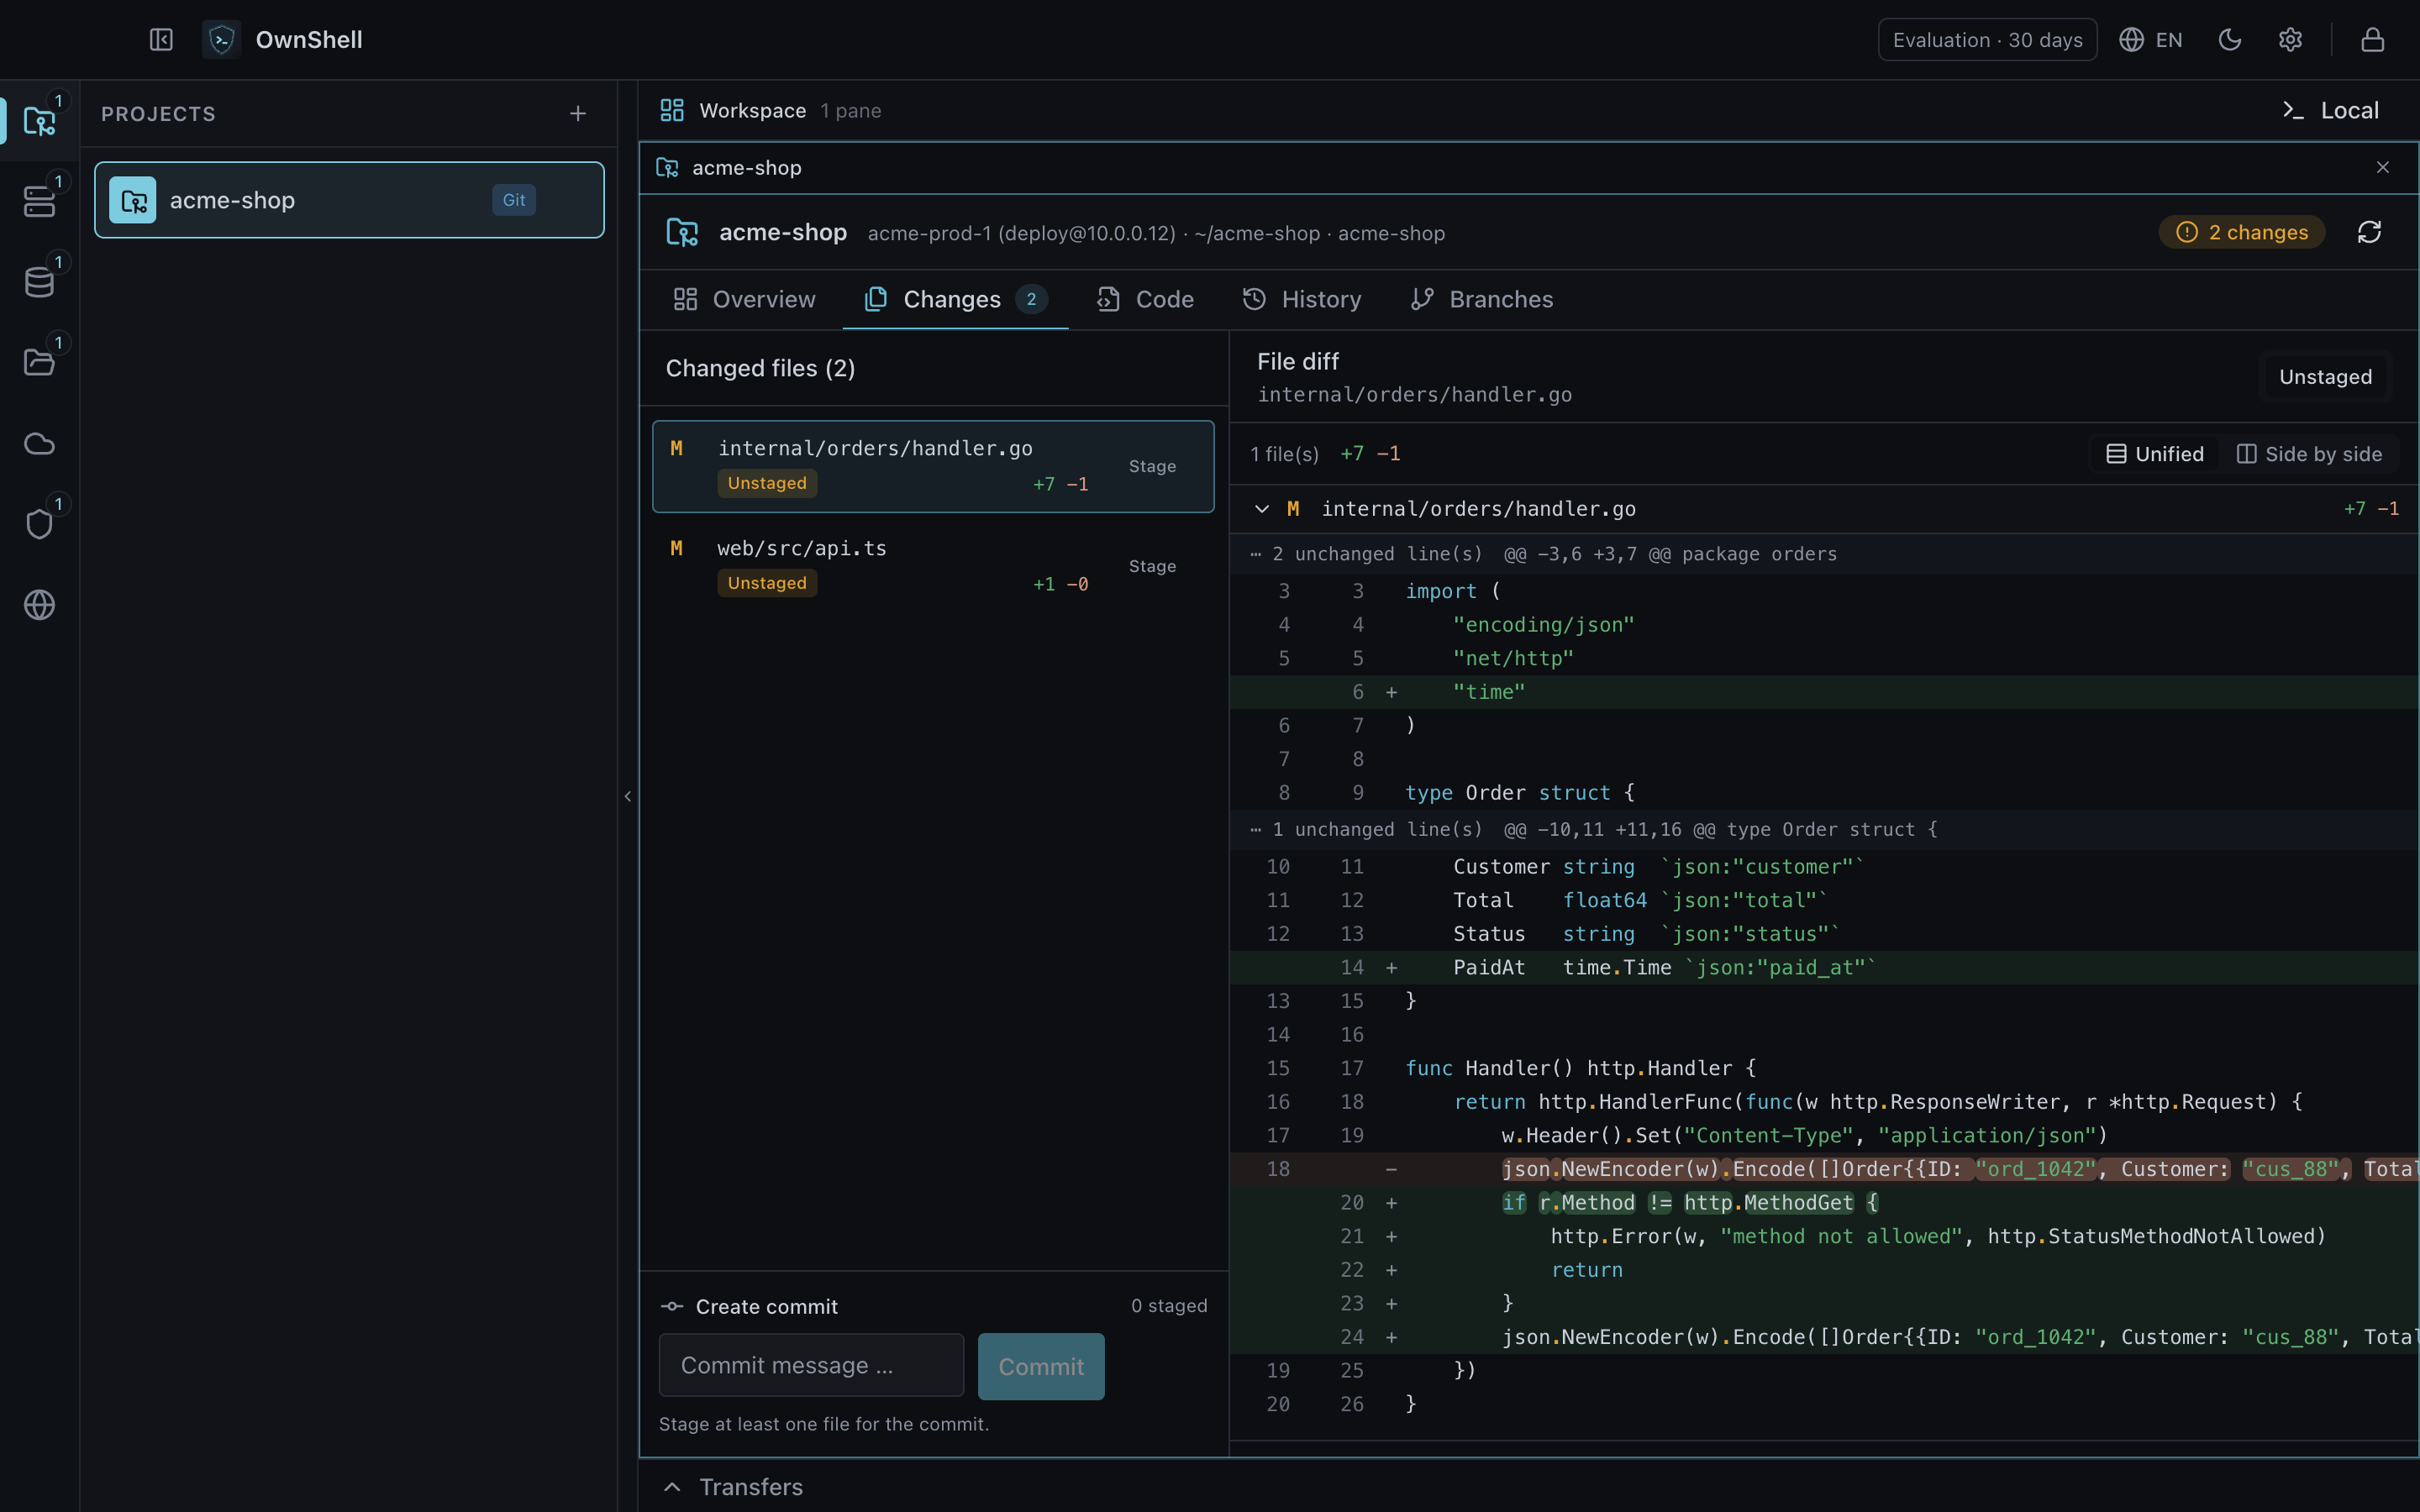 OwnShell
Evaluation · 30 days
EN
1
1
1
1
1
PROJECTS
acme-shop Git
Workspace 1 pane
Local
acme-shop
acme-shop acme-prod-1 (deploy@10.0.0.12) · ~/acme-shop · acme-shop
2 changes
Overview Changes 2 Code History Branches
Changed files (2)
M internal/orders/handler.go
Unstaged +7 −1 Stage
M web/src/api.ts
Unstaged +1 −0 Stage
Create commit 0 staged
Commit message ... Commit
Stage at least one file for the commit.
File diff
internal/orders/handler.go
Unstaged
1 file(s) +7 −1 Unified Side by side
M internal/orders/handler.go +7 −1
⋯ 2 unchanged line(s) @@ −3,6 +3,7 @@ package orders
3 3 import (
4 4 "encoding/json"
5 5 "net/http"
6 + "time"
6 7 )
7 8
8 9 type Order struct {
⋯ 1 unchanged line(s) @@ −10,11 +11,16 @@ type Order struct {
10 11 Customer string `json:"customer"`
11 12 Total float64 `json:"total"`
12 13 Status string `json:"status"`
14 + PaidAt time.Time `json:"paid_at"`
13 15 }
14 16
15 17 func Handler() http.Handler {
16 18 return http.HandlerFunc(func(w http.ResponseWriter, r *http.Request) {
17 19 w.Header().Set("Content-Type", "application/json")
18 − json.NewEncoder(w).Encode([]Order{{ID: "ord_1042", Customer: "cus_88", Total
20 + if r.Method != http.MethodGet {
21 + http.Error(w, "method not allowed", http.StatusMethodNotAllowed)
22 + return
23 + }
24 + json.NewEncoder(w).Encode([]Order{{ID: "ord_1042", Customer: "cus_88", Total
19 25 })
20 26 }
Transfers